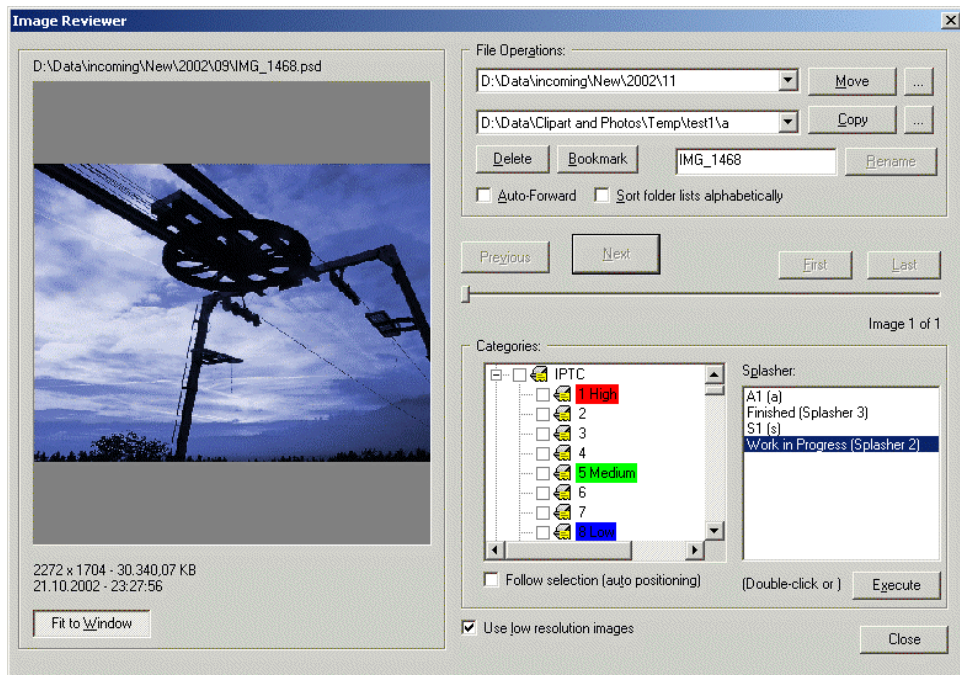 Image Reviewer
D:\Data\incoming\New\2002\09\IMG_1468.psd
2272 x 1704 - 30.340,07 KB
21.10.2002 - 23:27:56
Fit to Window
File Operations:
D:\Data\incoming\New\2002\11
Move
...
D:\Data\Clipart and Photos\Temp\test1\a
Copy
...
Delete
Bookmark
IMG_1468
Rename
Auto-Forward
Sort folder lists alphabetically
Previous
Next
First
Last
Image 1 of 1
Categories:
IPTC
1 High
2
3
4
5 Medium
6
7
8 Low
Follow selection (auto positioning)
Splasher:
A1 (a)
Finished (Splasher 3)
S1 (s)
Work in Progress (Splasher 2)
(Double-click or )
Execute
Use low resolution images
Close